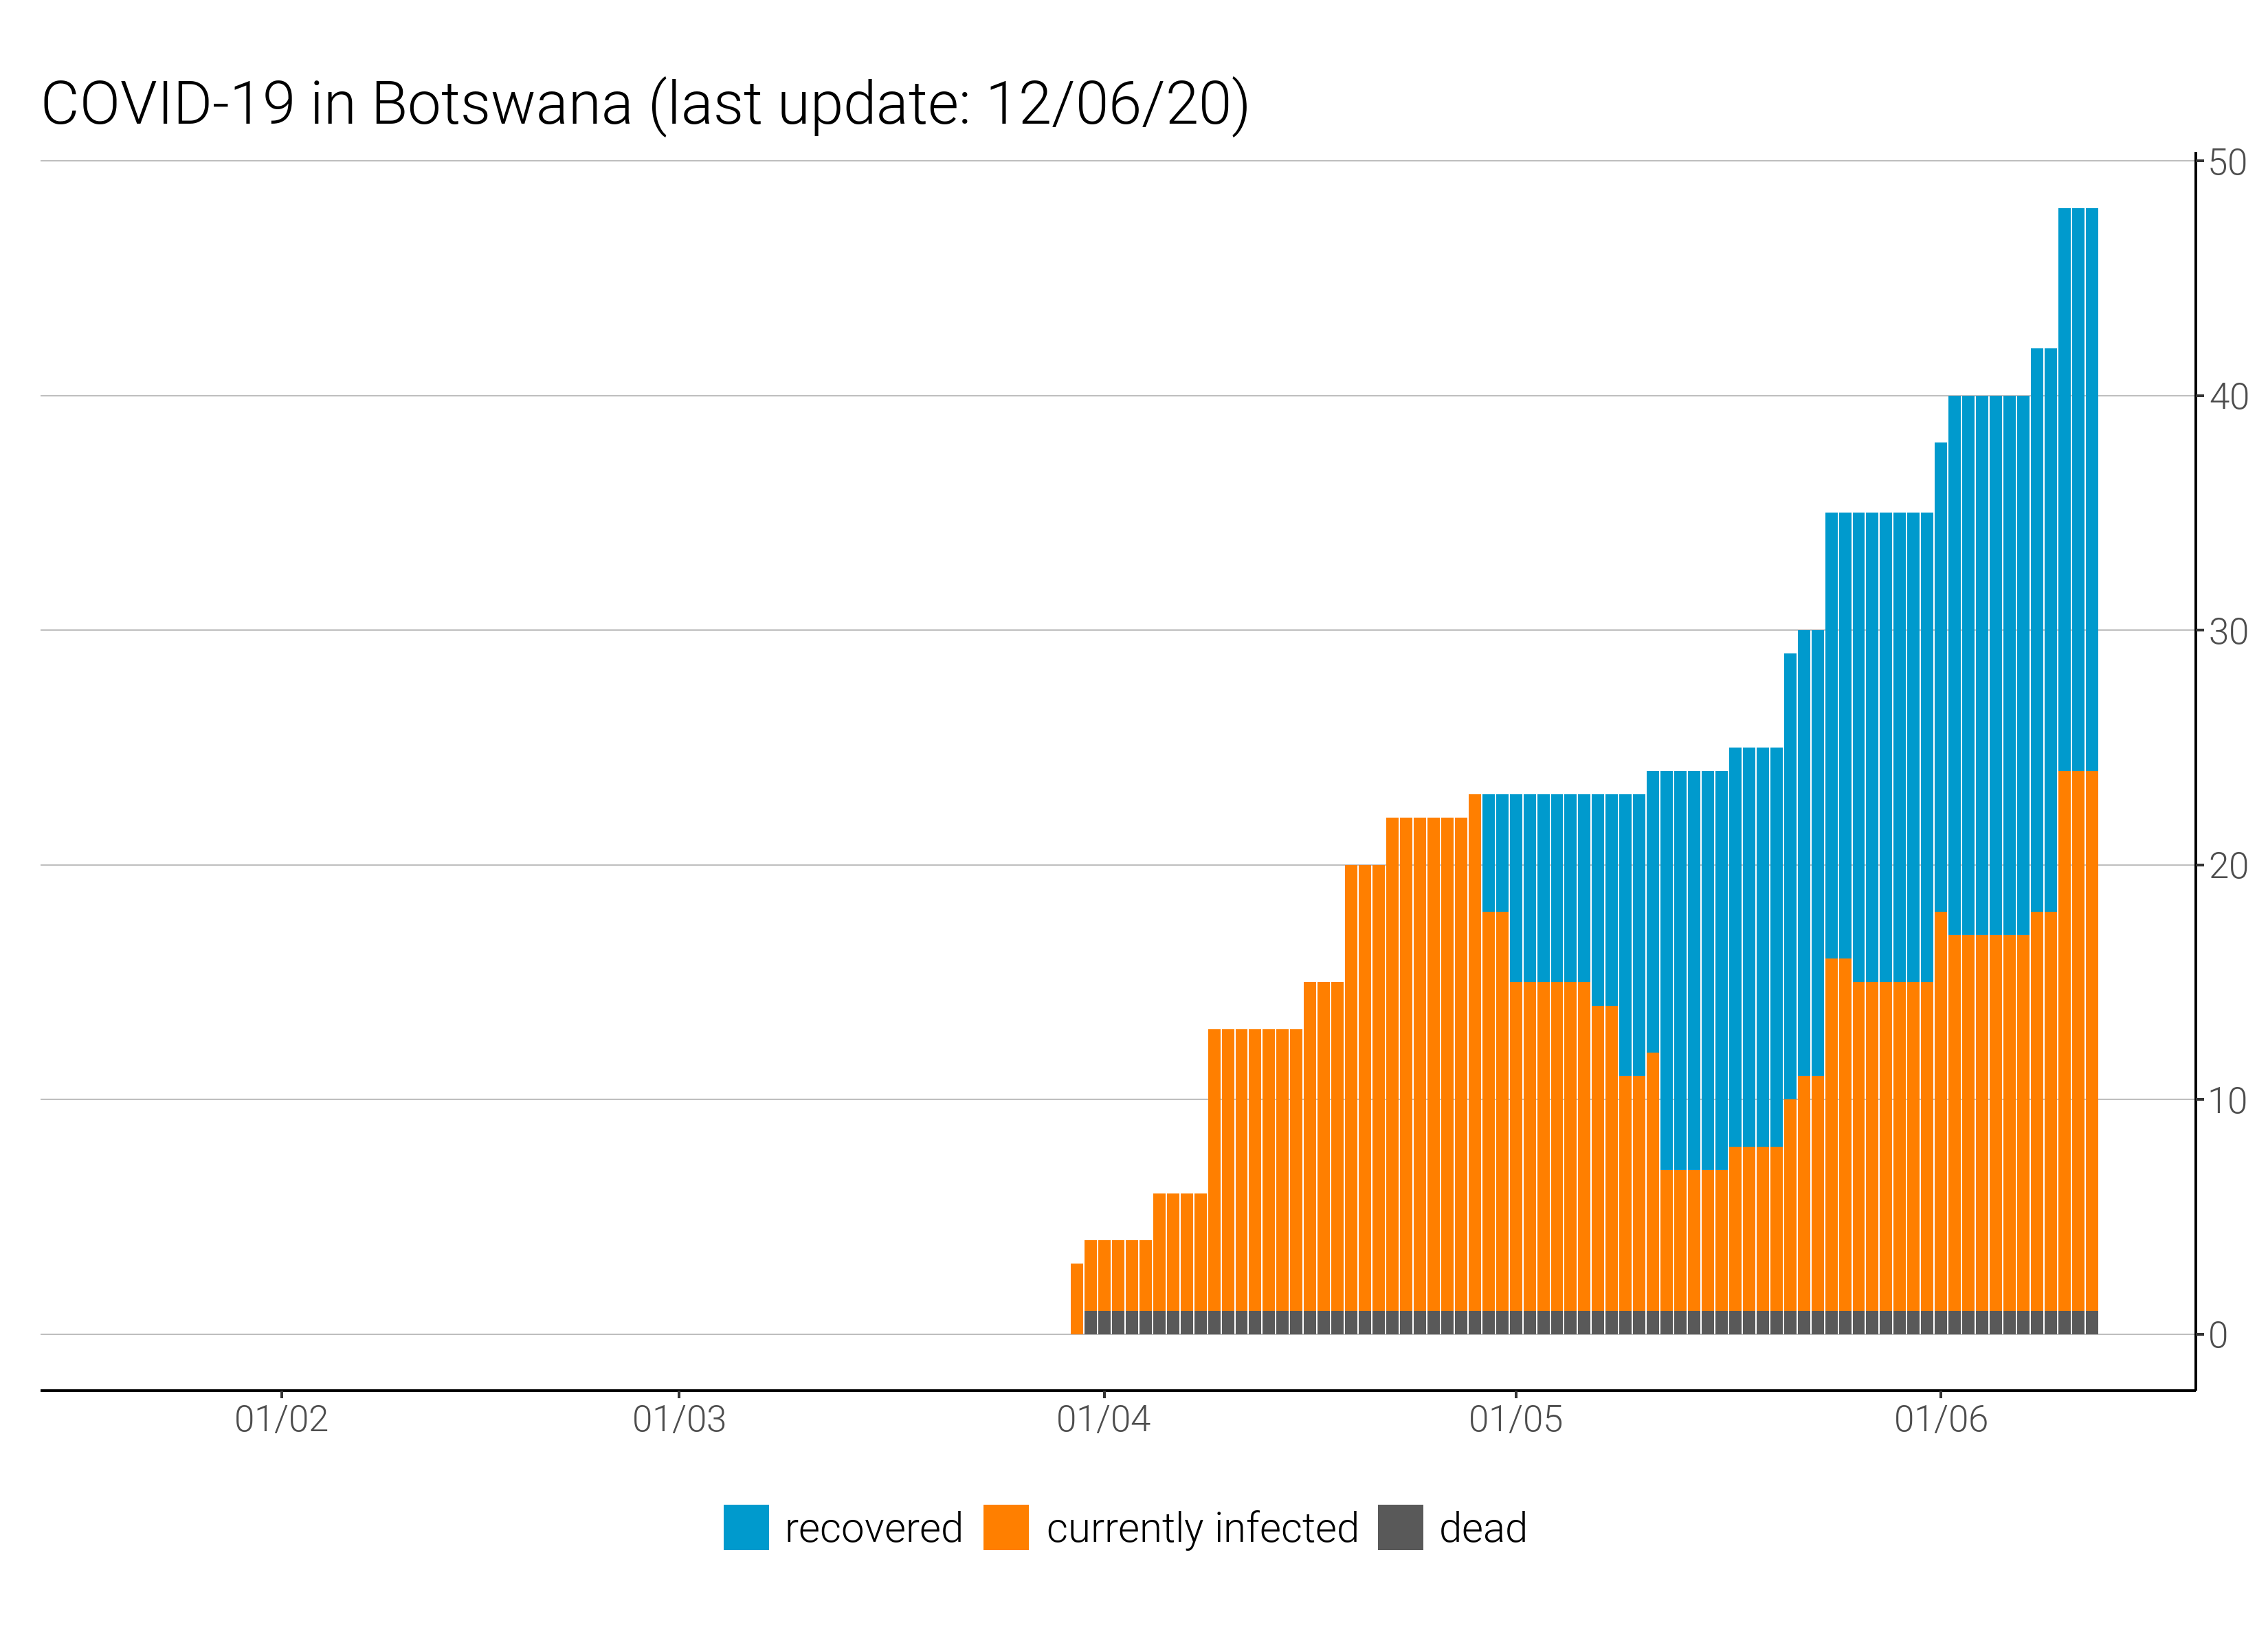 COVID-19 in Botswana (last update: 12/06/20)
50
40
30
20
10
0
01/02 01/03 01/04 01/05 01/06
recovered currently infected dead